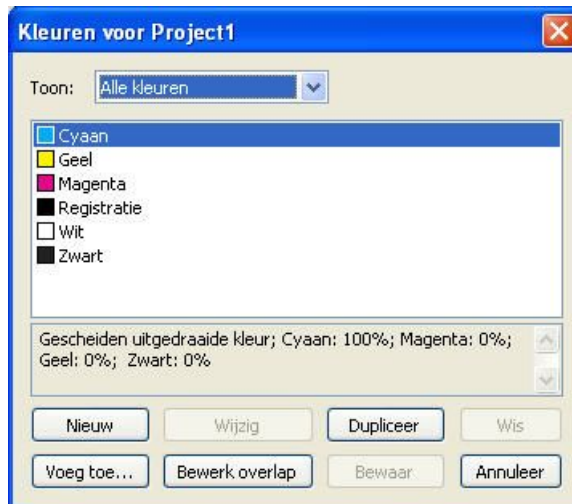 Kleuren voor Project1
Toon: Alle kleuren
Cyaan
Geel
Magenta
Registratie
Wit
Zwart
Gescheiden uitgedraaide kleur; Cyaan: 100%; Magenta: 0%;
Geel: 0%; Zwart: 0%
Nieuw Wijzig Dupliceer Wis
Voeg toe... Bewerk overlap Bewaar Annuleer